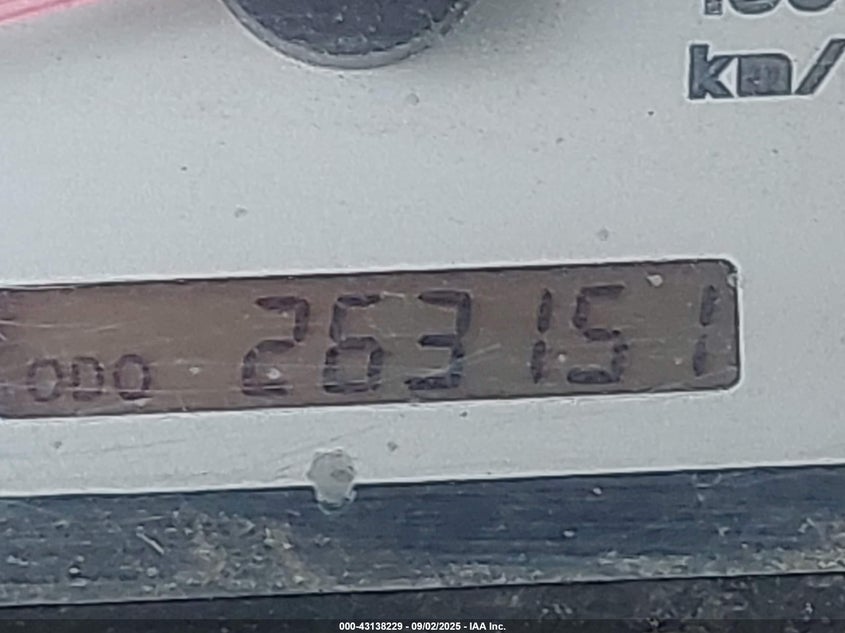 km/
ODO 263151
000-43138229 - 09/02/2025 - IAA Inc.